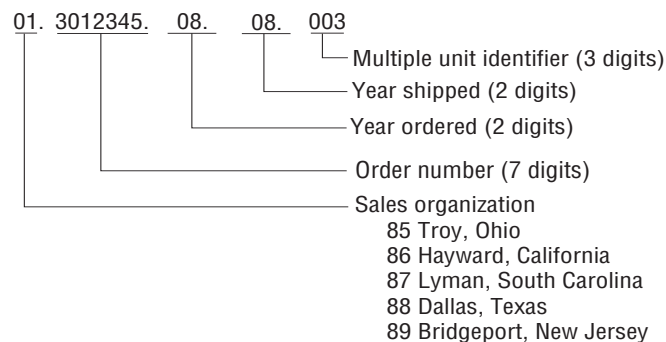 01. 3012345. 08. 08. 003
Multiple unit identifier (3 digits)
Year shipped (2 digits)
Year ordered (2 digits)
Order number (7 digits)
Sales organization
85 Troy, Ohio
86 Hayward, California
87 Lyman, South Carolina
88 Dallas, Texas
89 Bridgeport, New Jersey